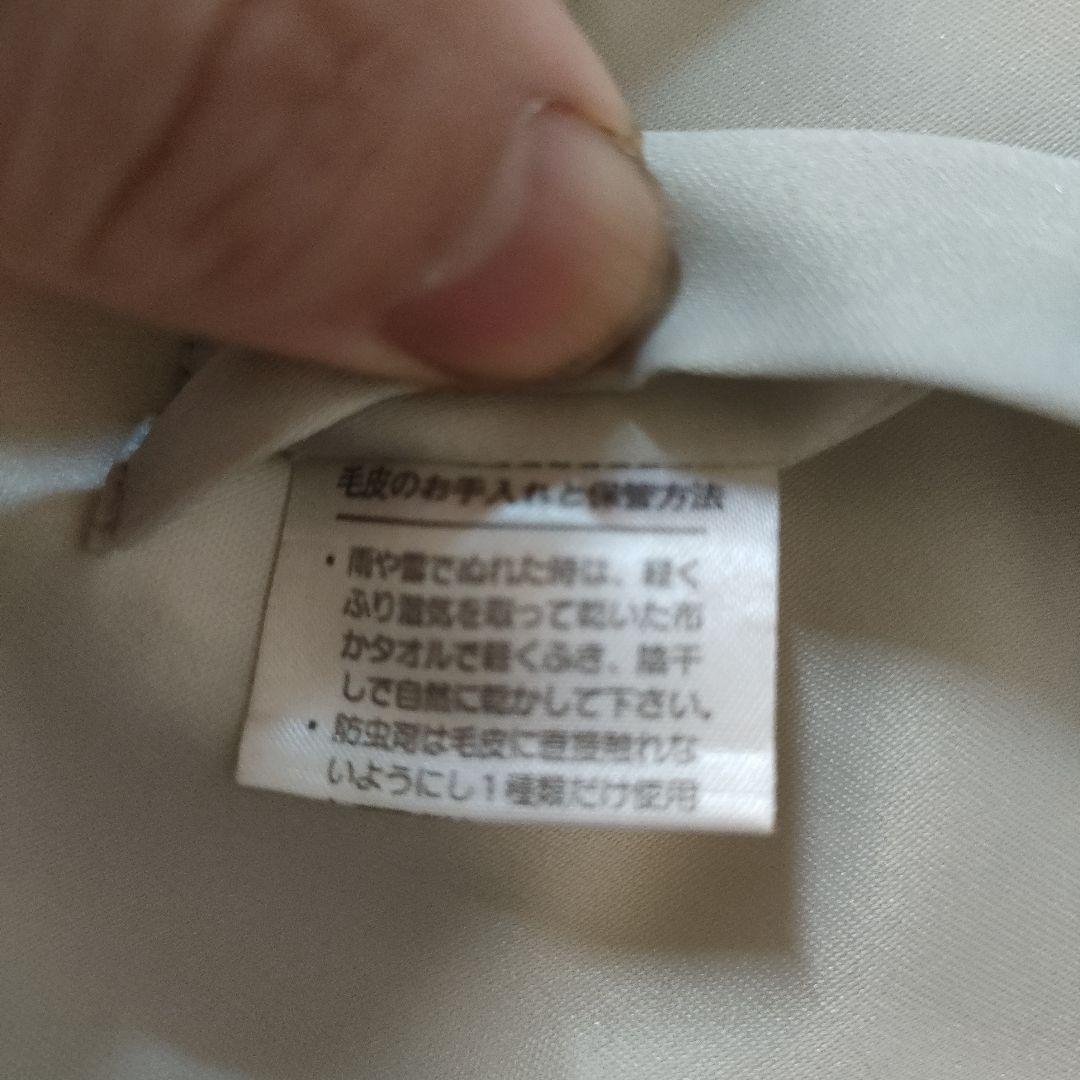 毛皮のお手入れと保管方法
・雨や雪でぬれた時は、軽く
ふり湿気を取って乾いた布
かタオルで軽くふき、陰干
しで自然に乾かして下さい。
・防虫剤は毛皮に直接触れな
いようにし1種類だけ使用